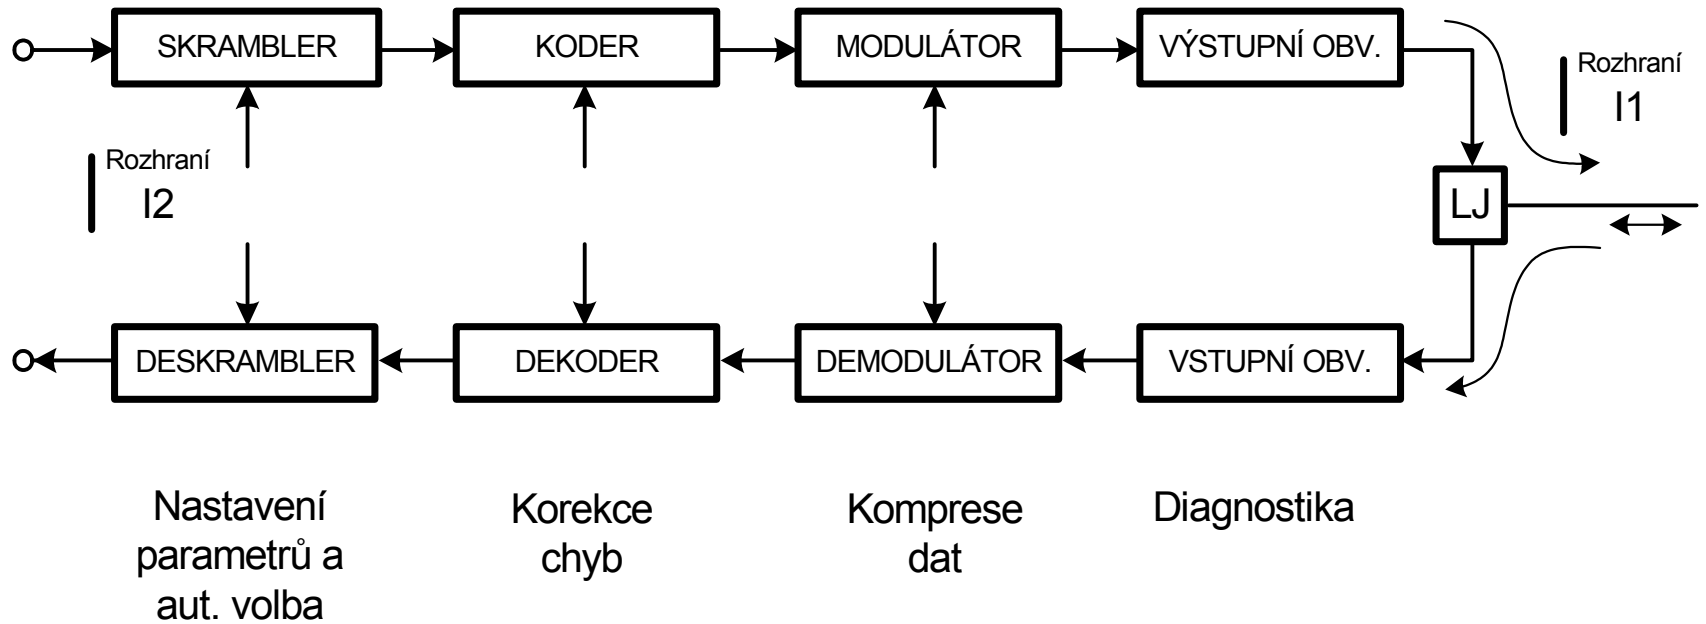 SKRAMBLER
KODER
MODULÁTOR
VÝSTUPNÍ OBV.
Rozhraní
I1
Rozhraní
I2
LJ
DESKRAMBLER
DEKODER
DEMODULÁTOR
VSTUPNÍ OBV.
Nastavení
parametrů a
aut. volba
Korekce
chyb
Komprese
dat
Diagnostika